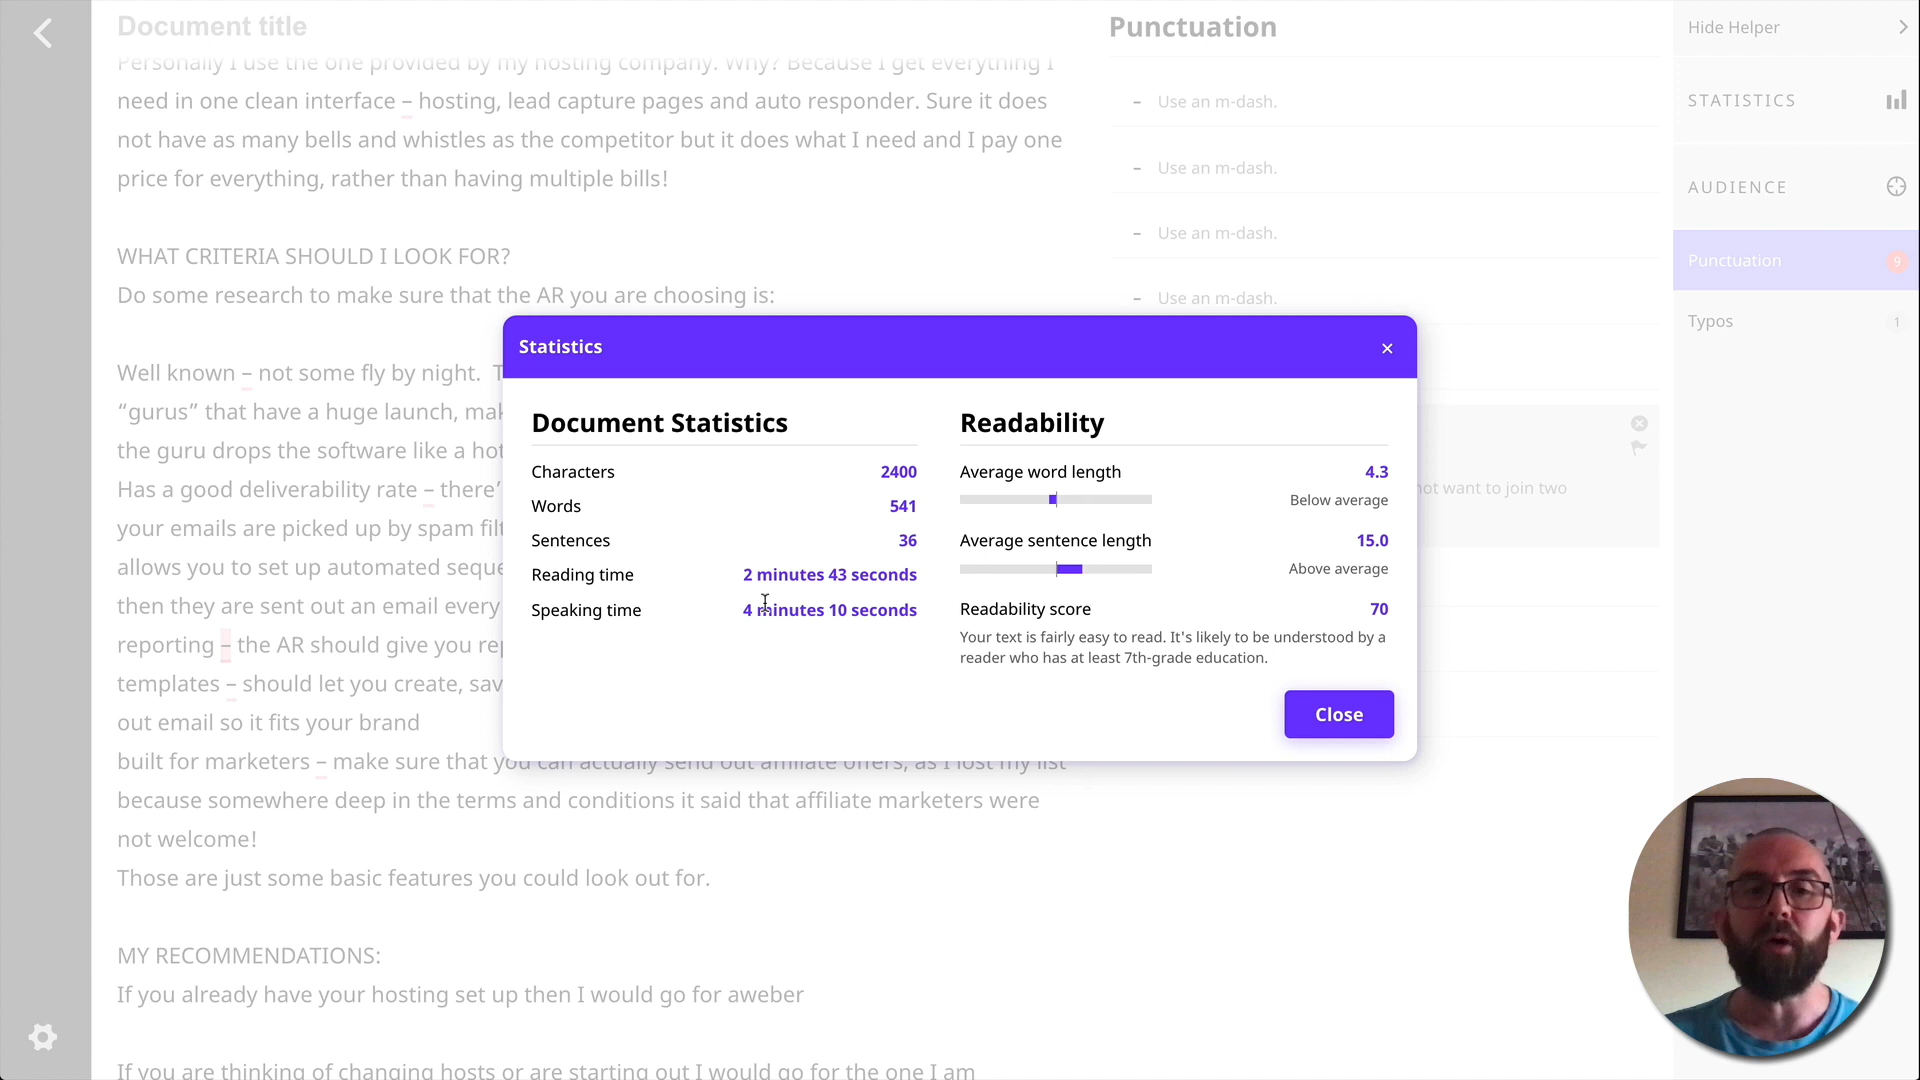 Document title
Personally I use the one provided by my hosting company. Why? Because I get everything I
need in one clean interface – hosting, lead capture pages and auto responder. Sure it does
not have as many bells and whistles as the competitor but it does what I need and I pay one
price for everything, rather than having multiple bills!
WHAT CRITERIA SHOULD I LOOK FOR?
Do some research to make sure that the AR you are choosing is:
Well known – not some fly by night. T
“gurus” that have a huge launch, mak
the guru drops the software like a hot
Has a good deliverability rate – there’
your emails are picked up by spam filt
allows you to set up automated seque
then they are sent out an email every
reporting – the AR should give you rep
templates – should let you create, sav
out email so it fits your brand
built for marketers – make sure that you can actually send out affiliate offers, as I lost my list
because somewhere deep in the terms and conditions it said that affiliate marketers were
not welcome!
Those are just some basic features you could look out for.
MY RECOMMENDATIONS:
If you already have your hosting set up then I would go for aweber
If you are thinking of changing hosts or are starting out I would go for the one I am
Punctuation
– Use an m-dash.
– Use an m-dash.
– Use an m-dash.
– Use an m-dash.
not want to join two
Hide Helper
STATISTICS
AUDIENCE
Punctuation 9
Typos 1
Statistics ×
Document Statistics
Characters 2400
Words 541
Sentences 36
Reading time 2 minutes 43 seconds
Speaking time 4 minutes 10 seconds
Readability
Average word length 4.3
Below average
Average sentence length 15.0
Above average
Readability score 70
Your text is fairly easy to read. It's likely to be understood by a
reader who has at least 7th-grade education.
Close